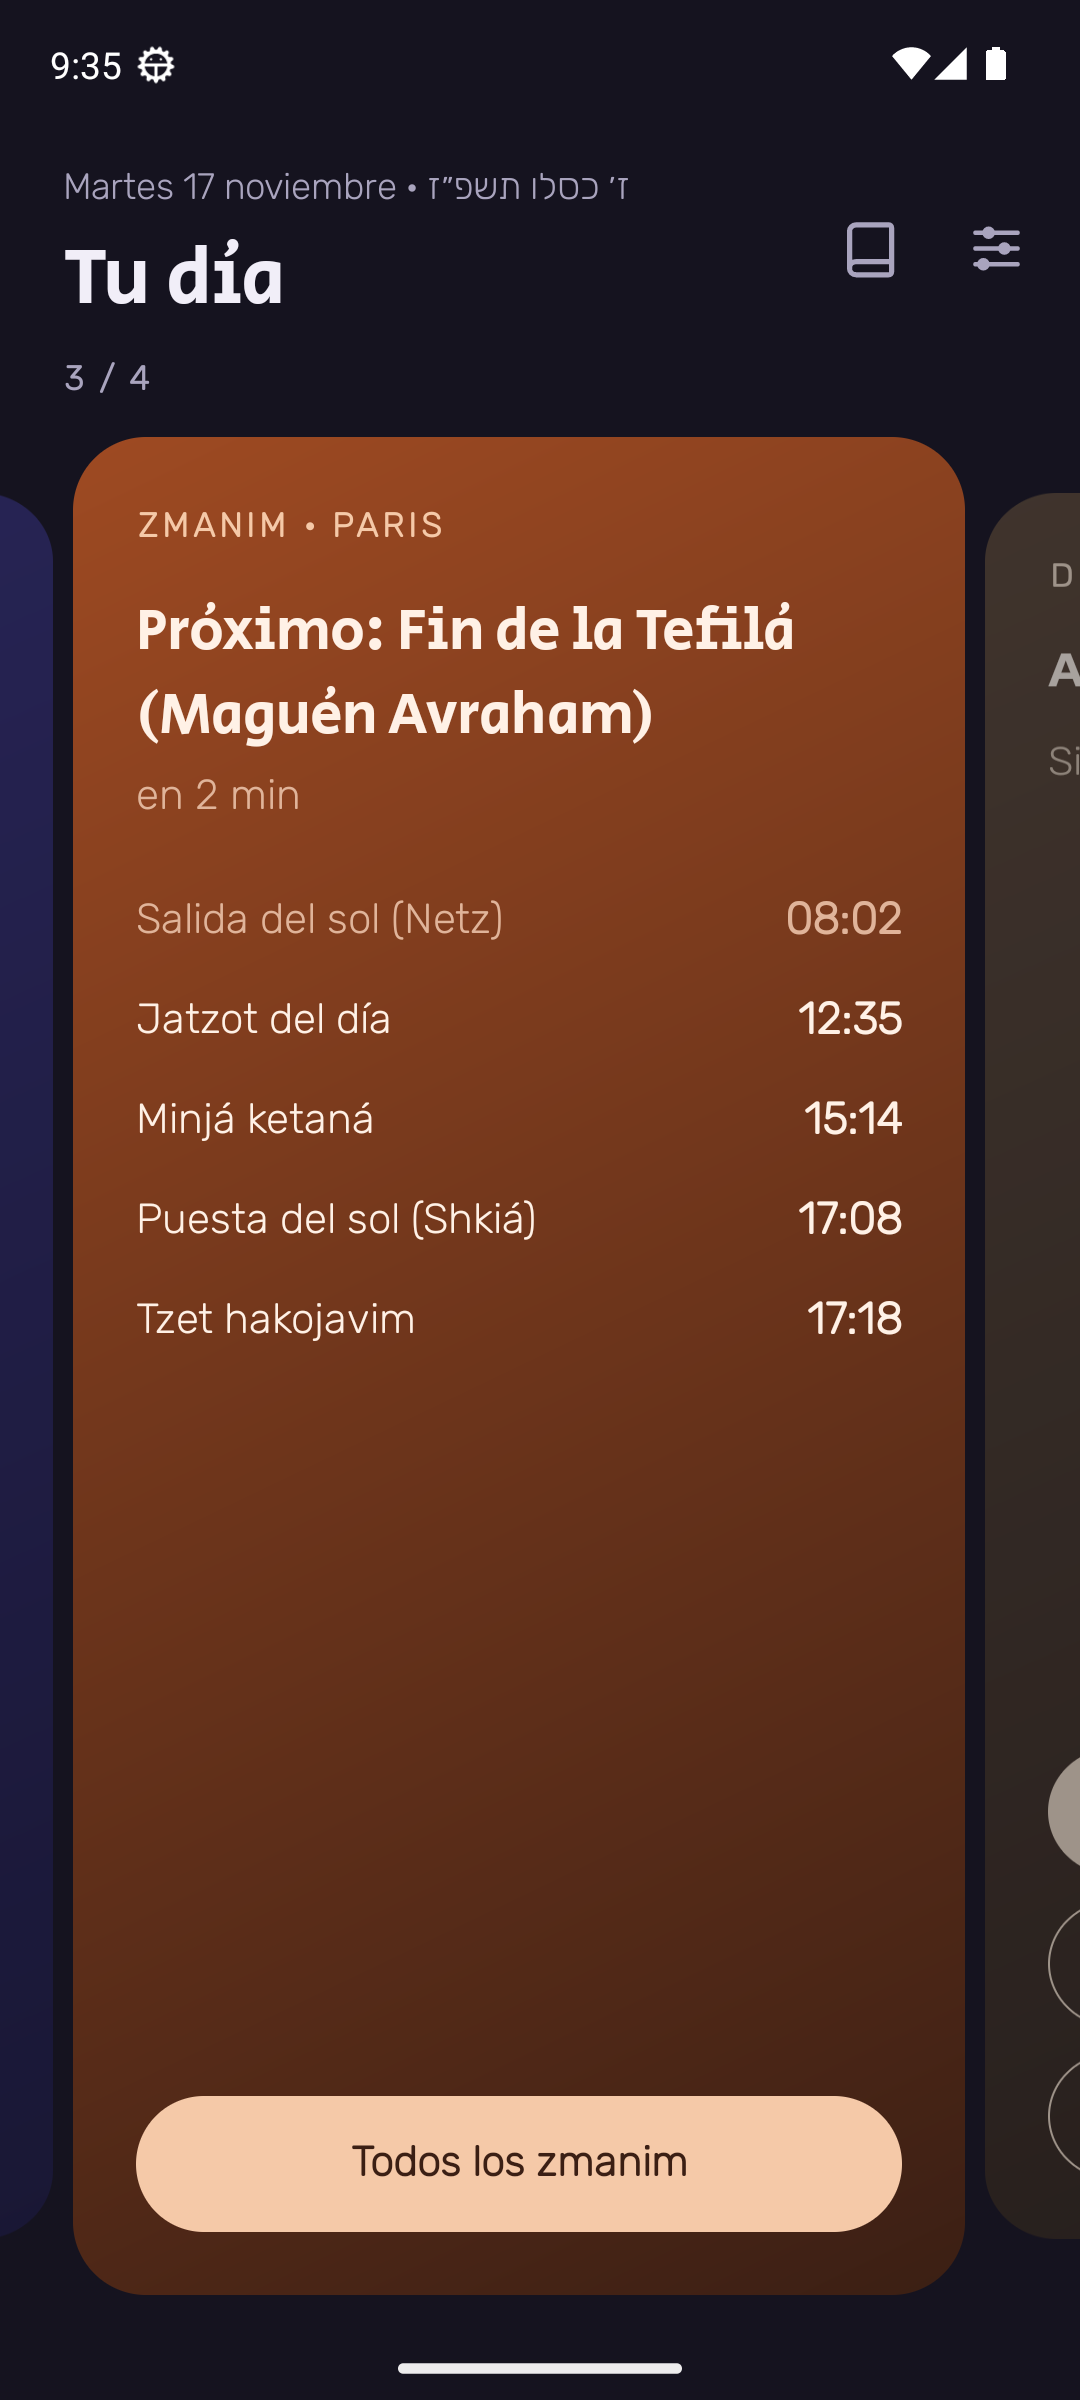 9:35
Martes 17 noviembre • ז׳ כסלו תשפ״ז
Tu día
3 / 4
ZMANIM • PARIS
Próximo: Fin de la Tefilá
(Maguén Avraham)
en 2 min
Salida del sol (Netz) 08:02
Jatzot del día 12:35
Minjá ketaná 15:14
Puesta del sol (Shkiá) 17:08
Tzet hakojavim 17:18
Todos los zmanim